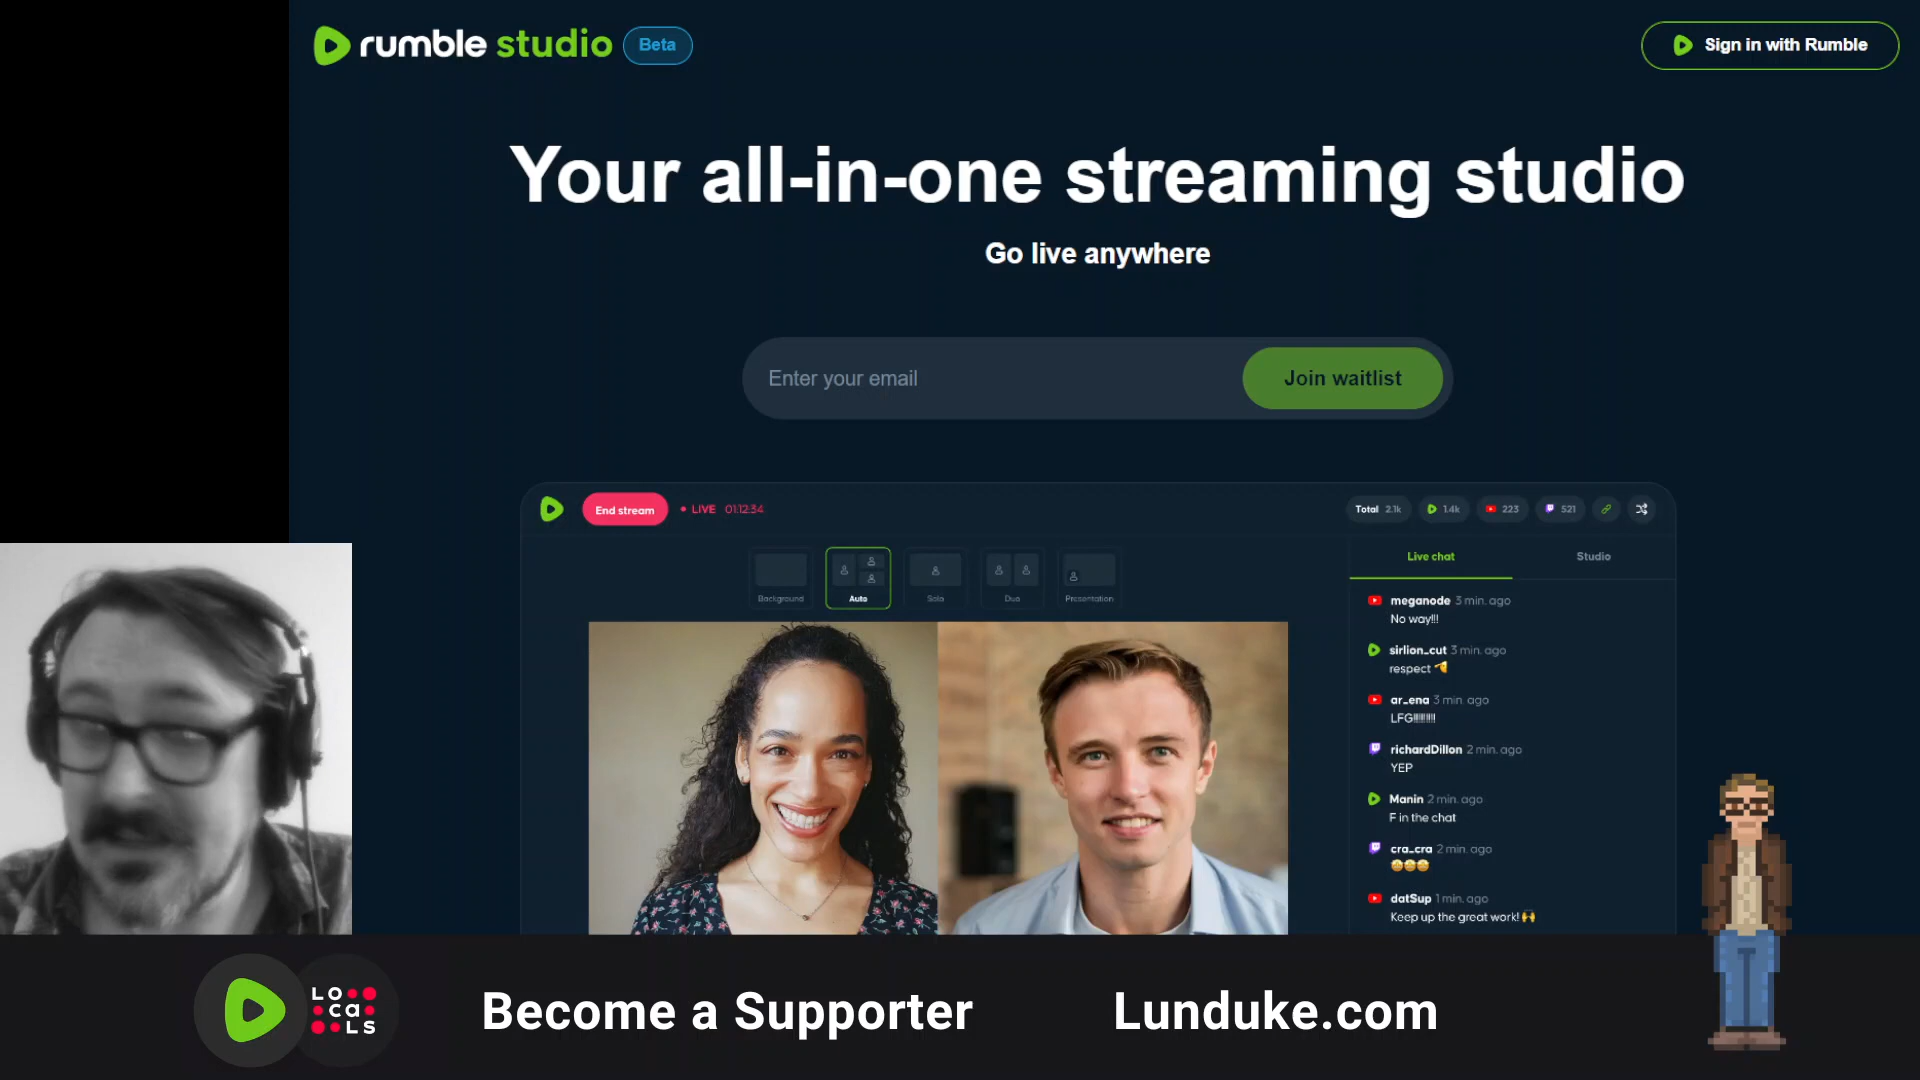 rumble studio Beta
Sign in with Rumble
Your all-in-one streaming studio
Go live anywhere
Enter your email
Join waitlist
End stream
LIVE 01:12:34
Total 2.1k
1.4k
223
521
Background
Auto
Solo
Duo
Presentation
Live chat
Studio
meganode 3 min. ago
No way!!!
sirlion_cut 3 min. ago
respect
ar_ena 3 min. ago
LFG!!!!!!!!!
richardDillon 2 min. ago
YEP
Manin 2 min. ago
F in the chat
cra_cra 2 min. ago
datSup 1 min. ago
Keep up the great work!
LO
ca
LS
Become a Supporter
Lunduke.com